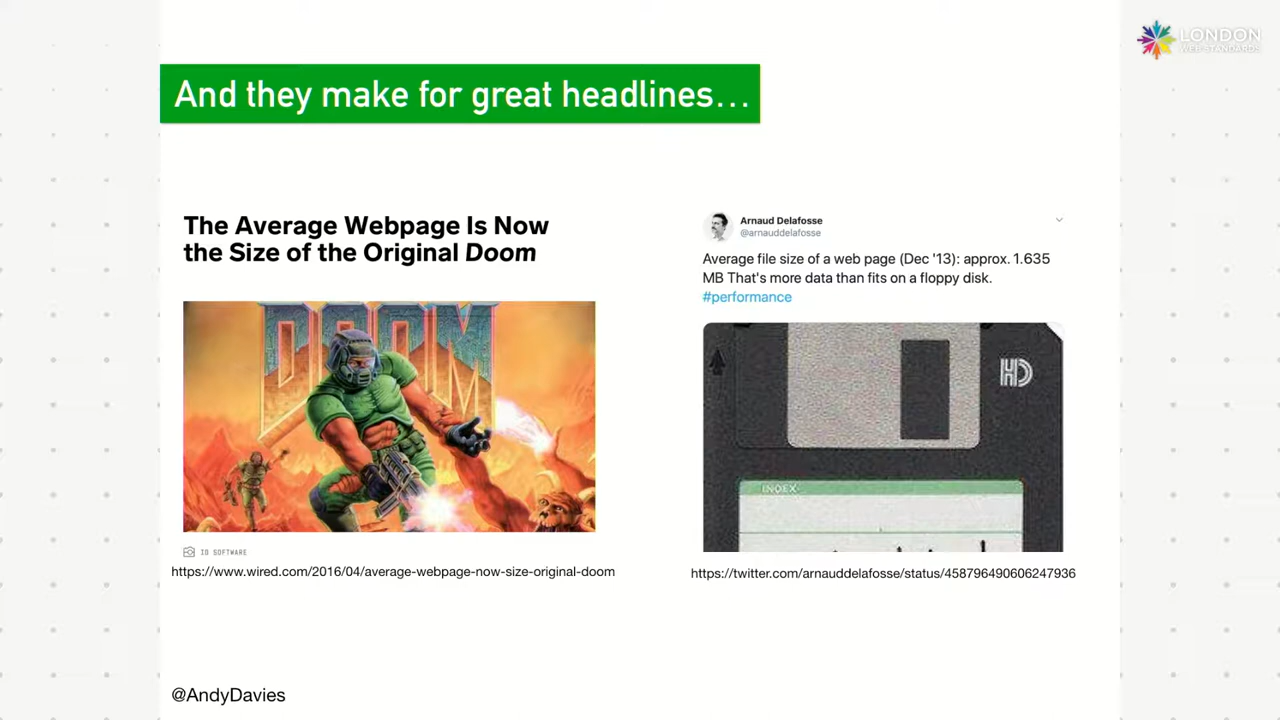 LONDON
WEB STANDARDS
And they make for great headlines...
The Average Webpage Is Now
the Size of the Original Doom
DOOM
ID SOFTWARE
https://www.wired.com/2016/04/average-webpage-now-size-original-doom
Arnaud Delafosse
@arnauddelafosse
Average file size of a web page (Dec '13): approx. 1.635
MB That's more data than fits on a floppy disk.
#performance
HD
INDEX
https://twitter.com/arnauddelafosse/status/458796490606247936
@AndyDavies